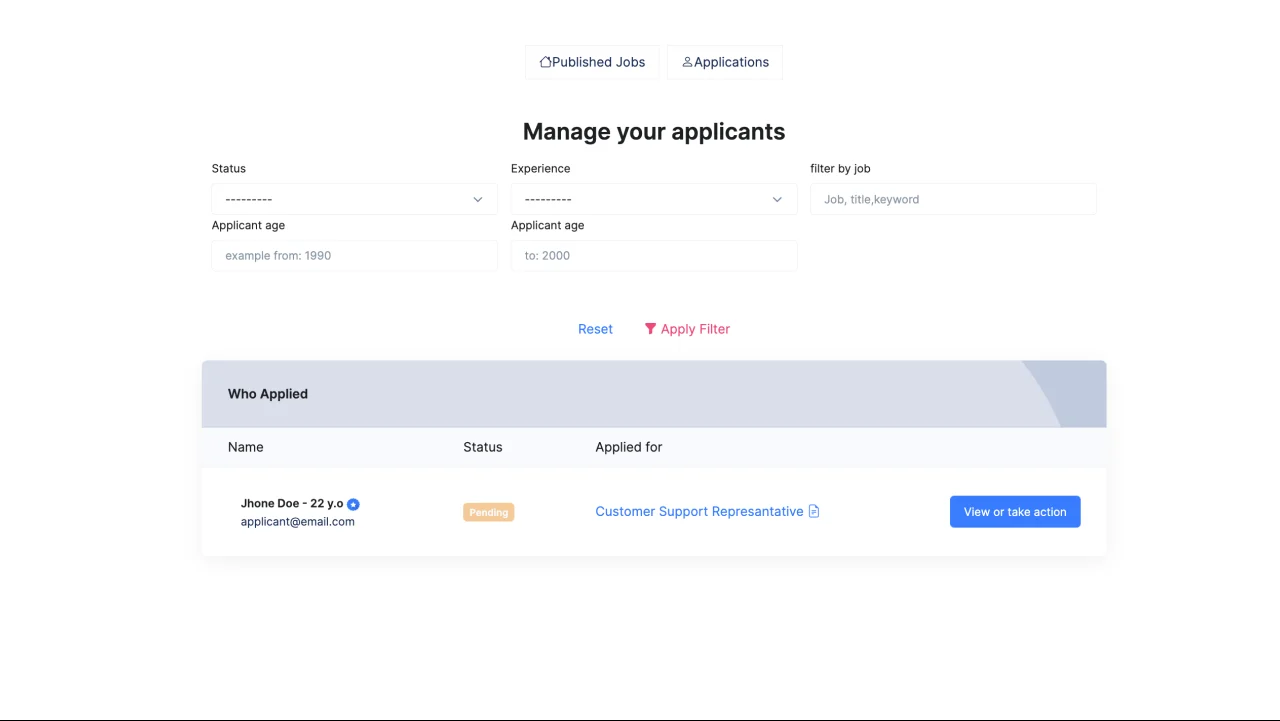 Published Jobs Applications
Manage your applicants
Status Experience filter by job
--------- --------- Job, title,keyword
Applicant age Applicant age
example from: 1990 to: 2000
Reset Apply Filter
Who Applied
Name Status Applied for
Jhone Doe - 22 y.o
applicant@email.com
Pending
Customer Support Represantative
View or take action